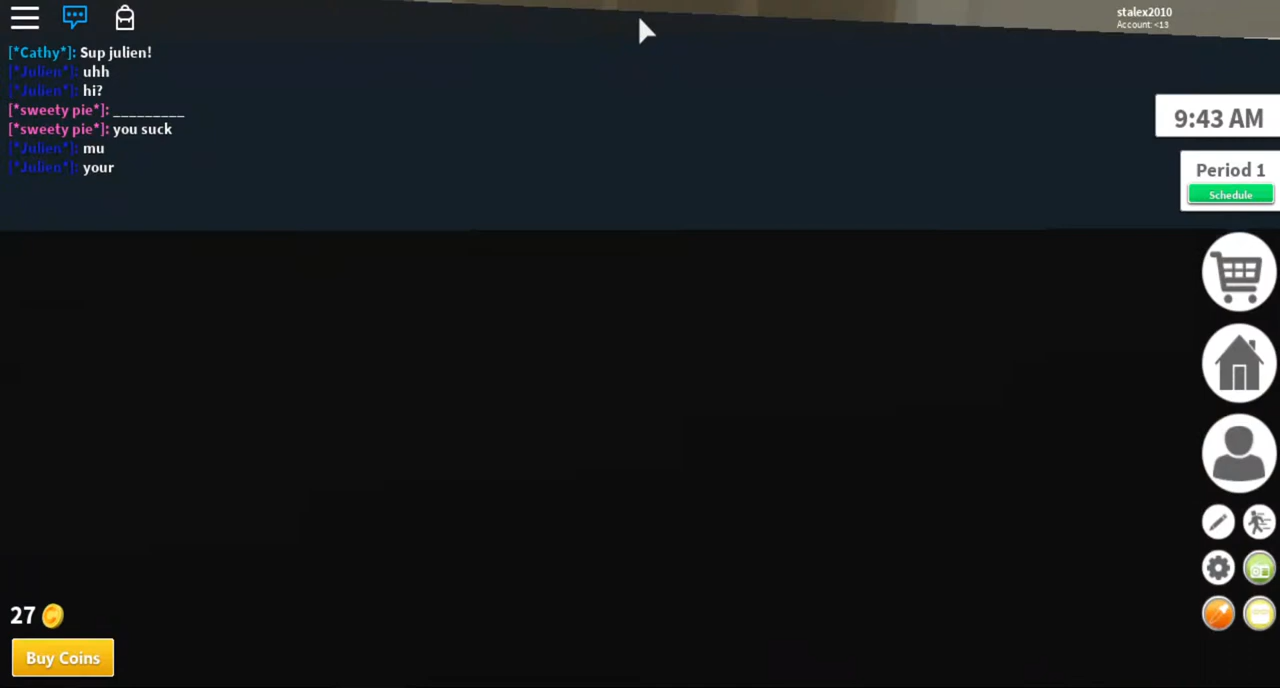 stalex2010
Account: <13
[*Cathy*]: Sup julien!
[*Julien*]: uhh
[*Julien*]: hi?
[*sweety pie*]: _________
[*sweety pie*]: you suck
[*Julien*]: mu
[*Julien*]: your
9:43 AM
Period 1
Schedule
27
Buy Coins